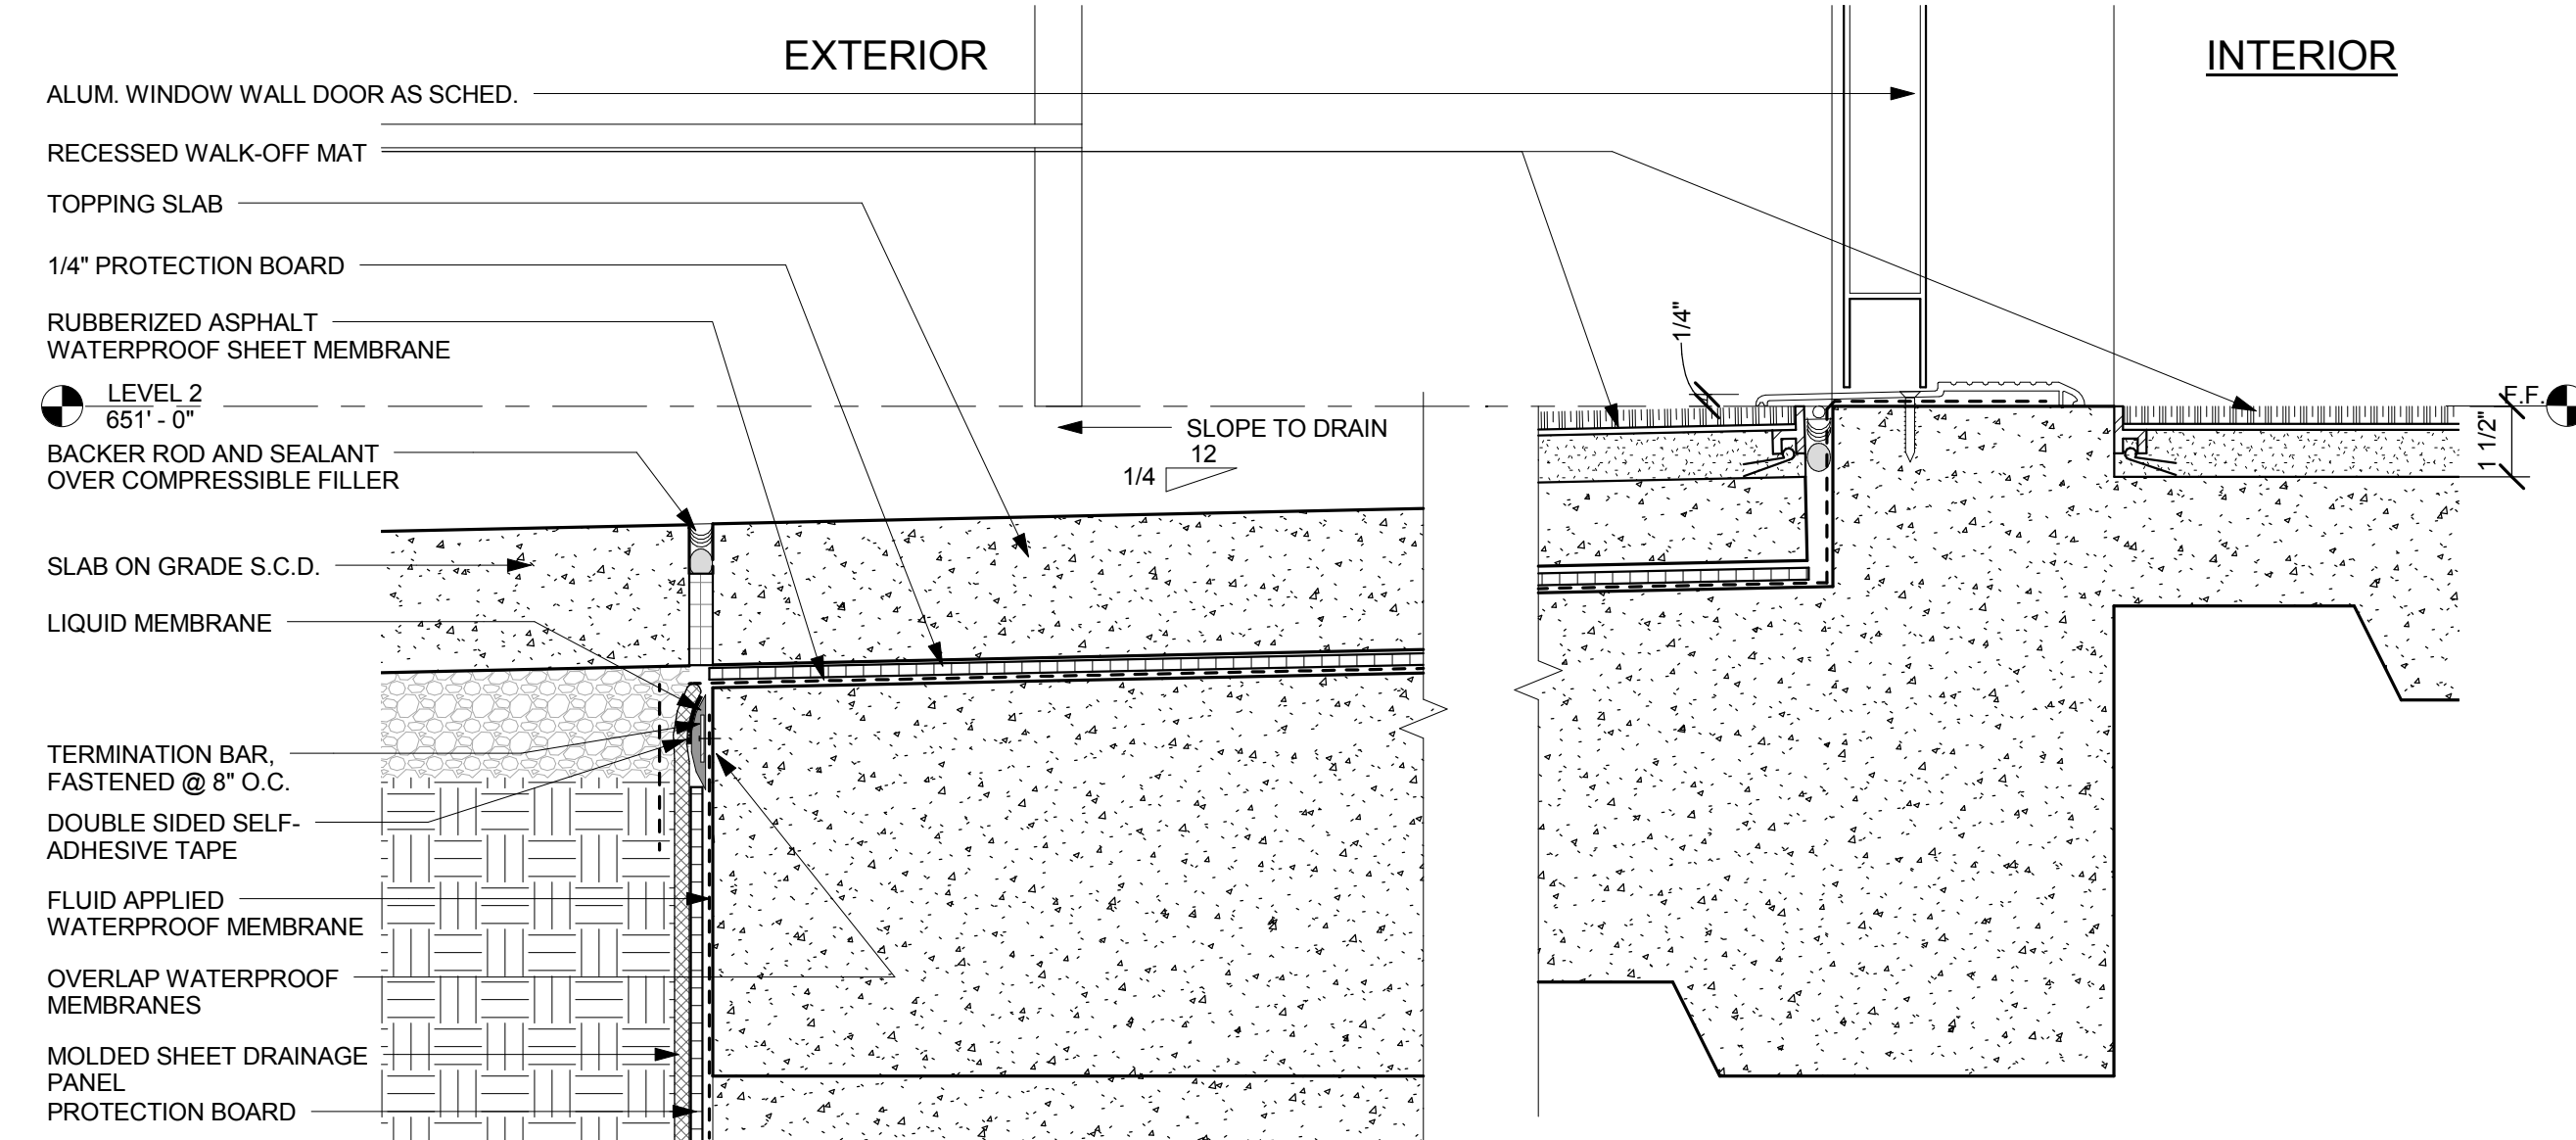 EXTERIOR
INTERIOR
ALUM. WINDOW WALL DOOR AS SCHED.
RECESSED WALK-OFF MAT
TOPPING SLAB
1/4" PROTECTION BOARD
RUBBERIZED ASPHALT
WATERPROOF SHEET MEMBRANE
1/4"
LEVEL 2
651' - 0"
F.F.
1 1/2"
SLOPE TO DRAIN
12
1/4
BACKER ROD AND SEALANT
OVER COMPRESSIBLE FILLER
SLAB ON GRADE S.C.D.
LIQUID MEMBRANE
TERMINATION BAR,
FASTENED @ 8" O.C.
DOUBLE SIDED SELF-
ADHESIVE TAPE
FLUID APPLIED
WATERPROOF MEMBRANE
OVERLAP WATERPROOF
MEMBRANES
MOLDED SHEET DRAINAGE
PANEL
PROTECTION BOARD